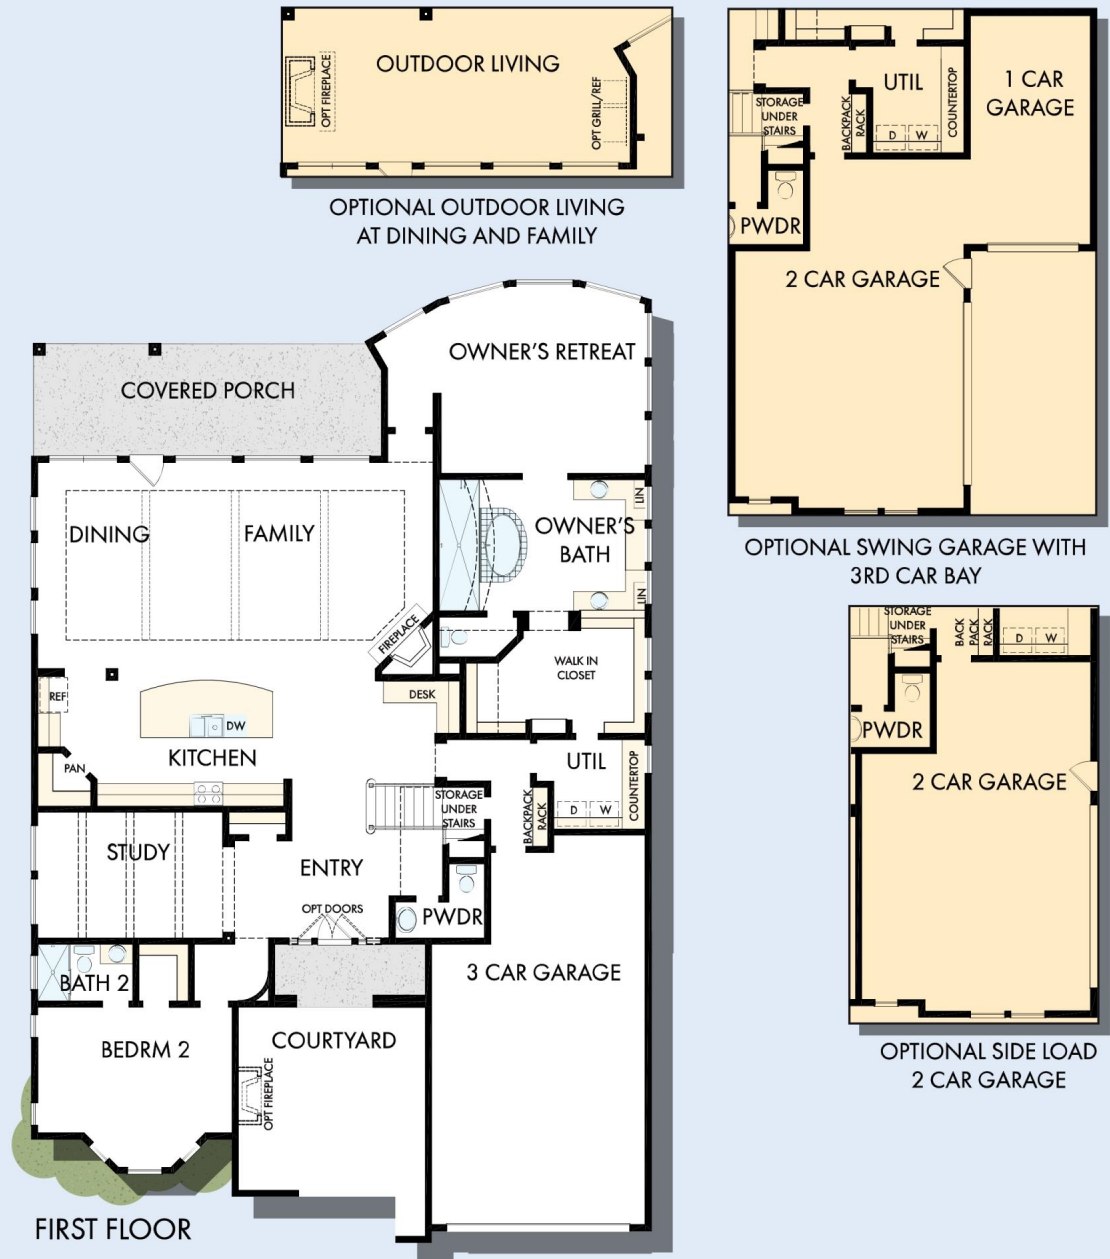 OUTDOOR LIVING
OPT FIREPLACE
OPT GRILL/REF
OPTIONAL OUTDOOR LIVING
AT DINING AND FAMILY
UTIL
1 CAR
GARAGE
STORAGE
UNDER
STAIRS
BACKPACK
RACK
D
W
COUNTERTOP
PWDR
2 CAR GARAGE
OPTIONAL SWING GARAGE WITH
3RD CAR BAY
OWNER'S RETREAT
COVERED PORCH
DINING
FAMILY
OWNER'S
BATH
LIN
LIN
FIREPLACE
WALK IN
CLOSET
DESK
REF
DW
KITCHEN
PAN
UTIL
COUNTERTOP
STORAGE
UNDER
STAIRS
BACKPACK
RACK
D
W
STUDY
ENTRY
OPT DOORS
PWDR
BATH 2
3 CAR GARAGE
COURTYARD
BEDRM 2
OPT FIREPLACE
FIRST FLOOR
STORAGE
UNDER
STAIRS
BACK
PACK
RACK
D
W
PWDR
2 CAR GARAGE
OPTIONAL SIDE LOAD
2 CAR GARAGE